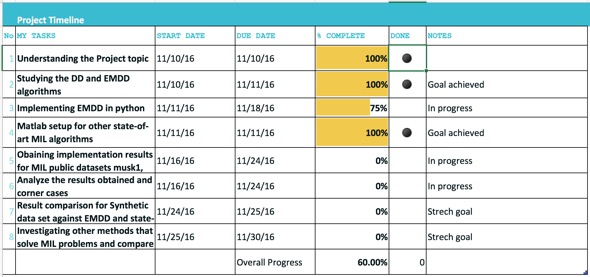 Project Timeline
No MY TASKS START DATE DUE DATE % COMPLETE DONE NOTES
1 Understanding the Project topic 11/10/16 11/10/16 100%
2 Studying the DD and EMDD
algorithms 11/10/16 11/11/16 100% Goal achieved
3 Implementing EMDD in python 11/11/16 11/18/16 75% In progress
4 Matlab setup for other state-of-
art MIL algorithms 11/11/16 11/11/16 100% Goal achieved
5 Obaining implementation results
for MIL public datasets musk1, 11/16/16 11/24/16 0% In progress
6 Analyze the results obtained and
corner cases 11/16/16 11/24/16 0% In progress
7 Result comparison for Synthetic
data set against EMDD and state- 11/24/16 11/25/16 0% Strech goal
8 Investigating other methods that
solve MIL problems and compare 11/25/16 11/30/16 0% Strech goal
Overall Progress 60.00% 0